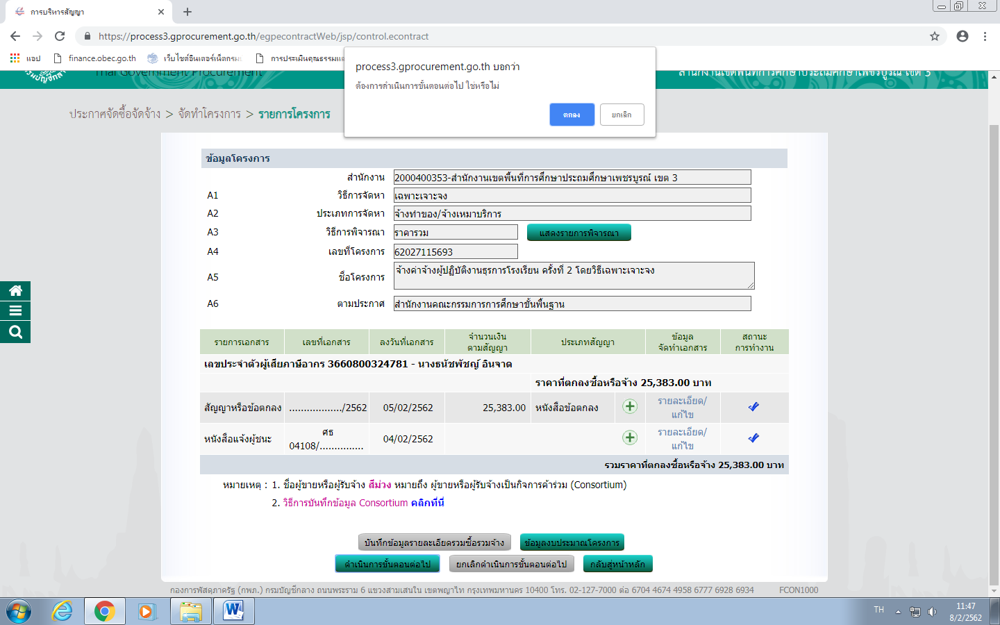 การบริหารสัญญา
https://process3.gprocurement.go.th/egpecontractWeb/jsp/control.econtract
แอป finance.obec.go.th เว็บไซต์อินเตอร์เน็ตกรม การประเมินคุณธรรมแล
process3.gprocurement.go.th บอกว่า
ต้องการดำเนินการขั้นตอนต่อไป ใช่หรือไม่
ตกลง ยกเลิก
กรมบัญชีกลาง
Thai Government Procurement
สำนักงานเขตพื้นที่การศึกษาประถมศึกษาเพชรบูรณ์ เขต 3
ประกาศจัดซื้อจัดจ้าง > จัดทำโครงการ > รายการโครงการ
ข้อมูลโครงการ
สำนักงาน 2000400353-สำนักงานเขตพื้นที่การศึกษาประถมศึกษาเพชรบูรณ์ เขต 3
A1 วิธีการจัดหา เฉพาะเจาะจง
A2 ประเภทการจัดหา จ้างทำของ/จ้างเหมาบริการ
A3 วิธีการพิจารณา ราคารวม แสดงรายการพิจารณา
A4 เลขที่โครงการ 62027115693
A5 ชื่อโครงการ จ้างค่าจ้างผู้ปฏิบัติงานธุรการโรงเรียน ครั้งที่ 2 โดยวิธีเฉพาะเจาะจง
A6 ตามประกาศ สำนักงานคณะกรรมการการศึกษาขั้นพื้นฐาน
รายการเอกสาร เลขที่เอกสาร ลงวันที่เอกสาร จำนวนเงินตามสัญญา ประเภทสัญญา ข้อมูลจัดทำเอกสาร สถานะการทำงาน
เลขประจำตัวผู้เสียภาษีอากร 3660800324781 - นางธนัชพัชญ์ อินจาด
ราคาที่ตกลงซื้อหรือจ้าง 25,383.00 บาท
สัญญาหรือข้อตกลง ................../2562 05/02/2562 25,383.00 หนังสือข้อตกลง รายละเอียด/แก้ไข
หนังสือแจ้งผู้ชนะ ศธ 04108/............... 04/02/2562 รายละเอียด/แก้ไข
รวมราคาที่ตกลงซื้อหรือจ้าง 25,383.00 บาท
หมายเหตุ : 1. ชื่อผู้ขายหรือผู้รับจ้าง สีม่วง หมายถึง ผู้ขายหรือผู้รับจ้างเป็นกิจการค้าร่วม (Consortium)
2. วิธีการบันทึกข้อมูล Consortium คลิกที่นี่
บันทึกข้อมูลรายละเอียดรวมซื้อรวมจ้าง ข้อมูลงบประมาณโครงการ
ดำเนินการขั้นตอนต่อไป ยกเลิกดำเนินการขั้นตอนต่อไป กลับสู่หน้าหลัก
กองการพัสดุภาครัฐ (กพภ.) กรมบัญชีกลาง ถนนพระราม 6 แขวงสามเสนใน เขตพญาไท กรุงเทพมหานคร 10400 โทร. 02-127-7000 ต่อ 6704 4674 4958 6777 6928 6934 FCON1000
TH 11:47
8/2/2562